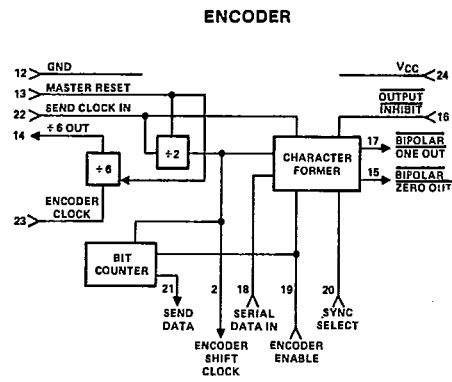 ENCODER
12 GND
VCC 24
13 MASTER RESET
OUTPUT
INHIBIT 16
22 SEND CLOCK IN
14 ÷ 6 OUT
17 BIPOLAR
ONE OUT
÷2
CHARACTER
FORMER
15 BIPOLAR
ZERO OUT
÷6
ENCODER
CLOCK
23
BIT
COUNTER
21 2 18 19 20
SEND
DATA
SERIAL
DATA IN
SYNC
SELECT
ENCODER
SHIFT
CLOCK
ENCODER
ENABLE